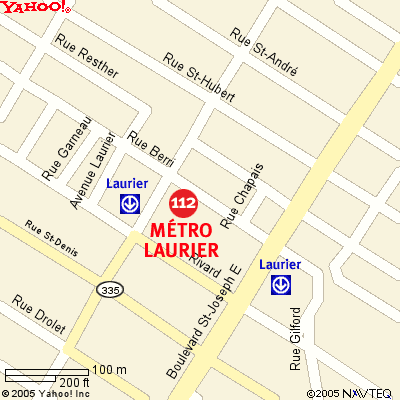 YAHOO!
Rue Resther
Rue St-André
Rue St-Hubert
Rue Garneau
Avenue Laurier
Rue Berri
Laurier
112
MÉTRO
LAURIER
Rue Chapais
Rue St-Denis
Rivard
Laurier
335
Boulevard St-Joseph E
Rue Drolet
Rue Gilford
100 m
200 ft
©2005 Yahoo! Inc
©2005 NAVTEQ